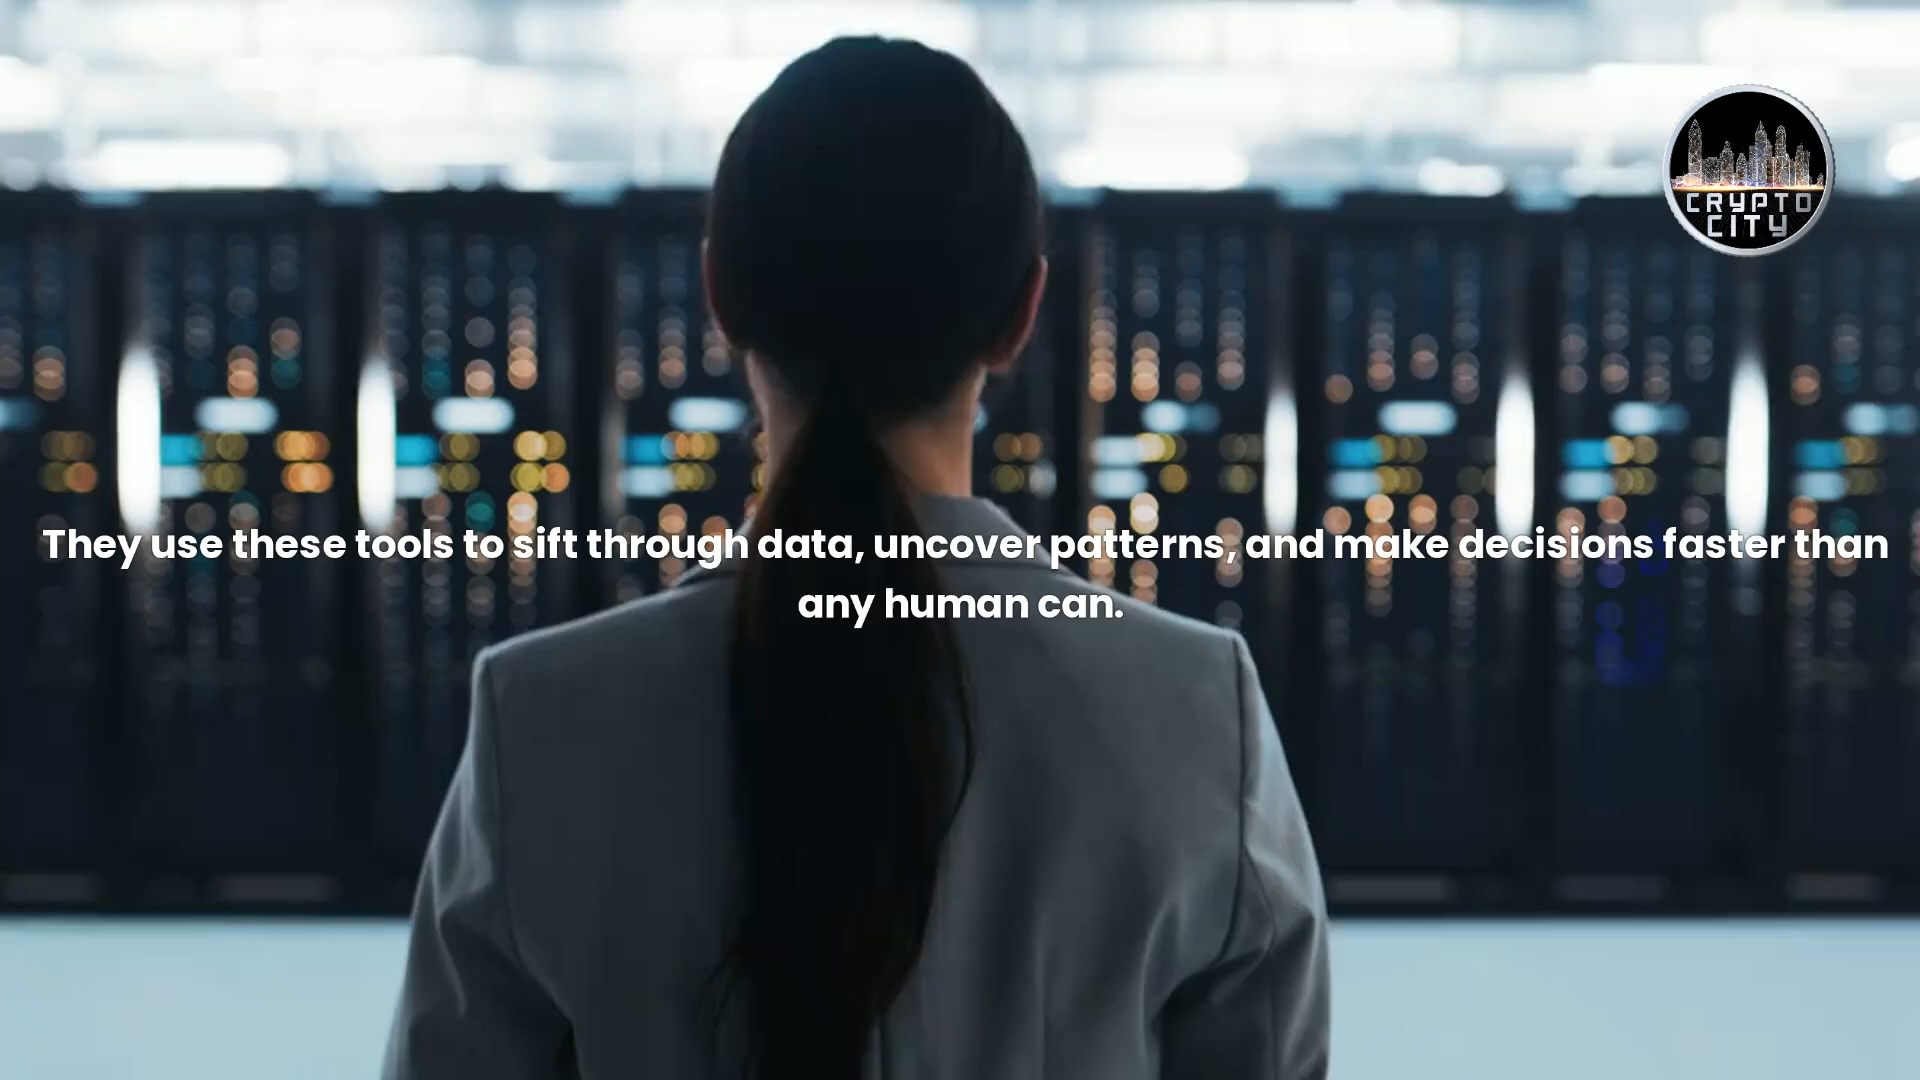 CRYPTO
CITY
They use these tools to sift through data, uncover patterns, and make decisions faster than
any human can.